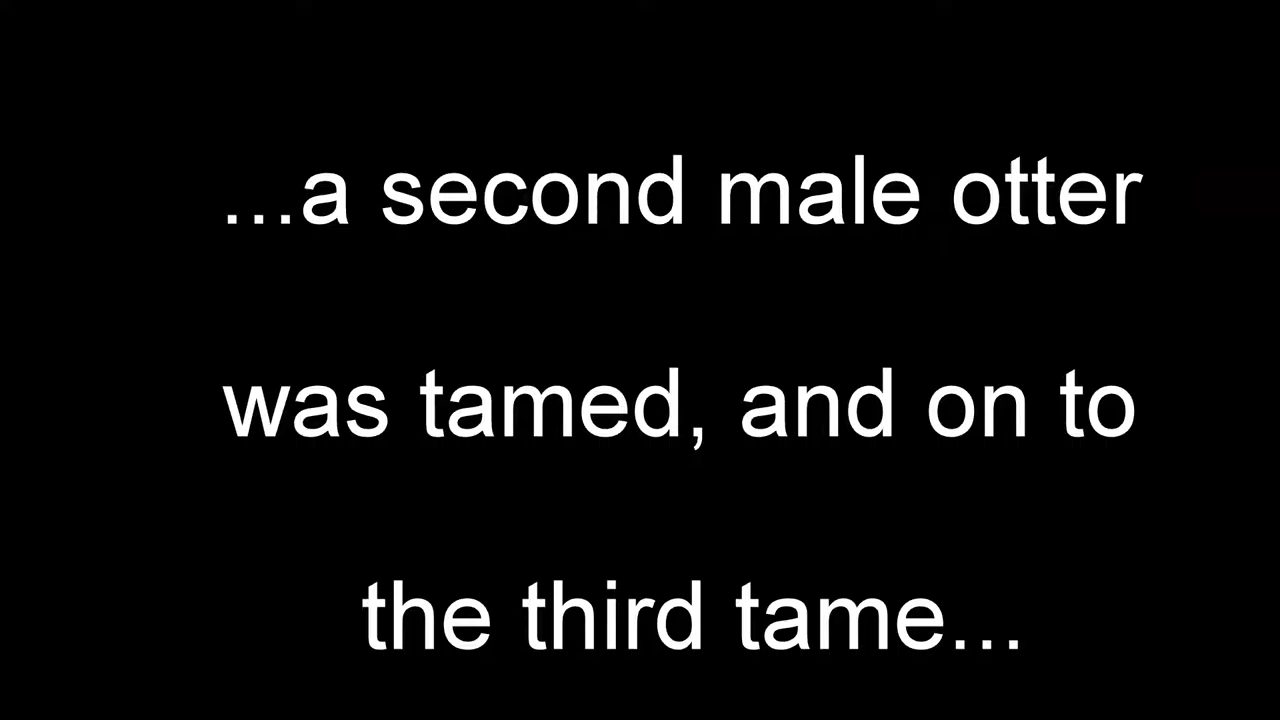 ...a second male otter
was tamed, and on to
the third tame...